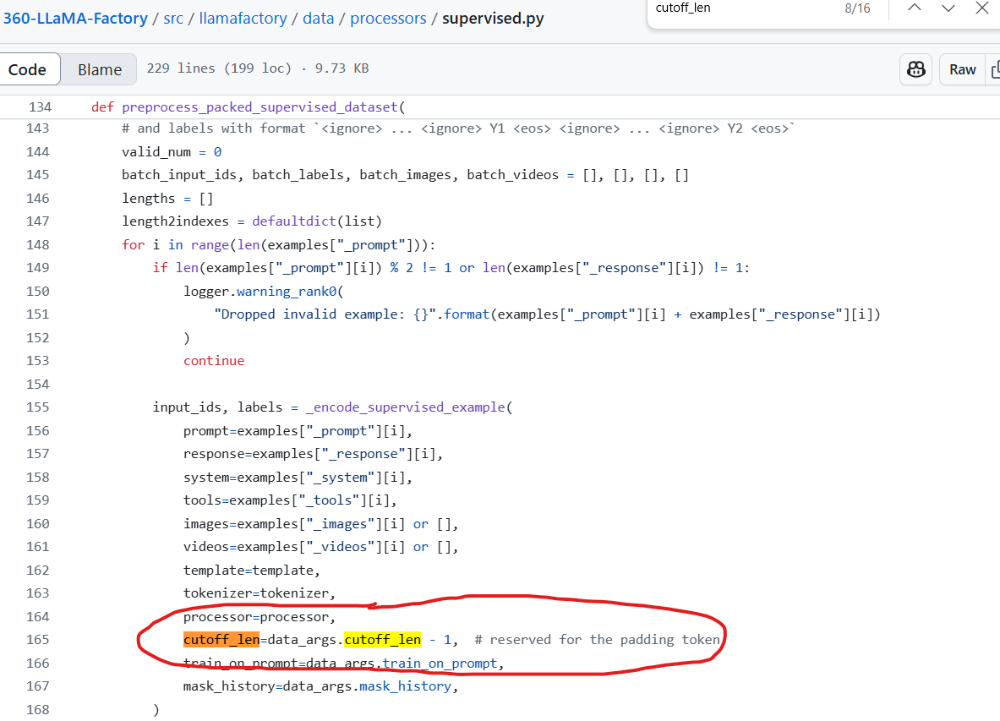 360-LLaMA-Factory / src / llamafactory / data / processors / supervised.py
cutoff_len 8/16
Code Blame 229 lines (199 loc) · 9.73 KB Raw
134 def preprocess_packed_supervised_dataset(
143 # and labels with format `<ignore> ... <ignore> Y1 <eos> <ignore> ... <ignore> Y2 <eos>`
144 valid_num = 0
145 batch_input_ids, batch_labels, batch_images, batch_videos = [], [], [], []
146 lengths = []
147 length2indexes = defaultdict(list)
148 for i in range(len(examples["_prompt"])):
149 if len(examples["_prompt"][i]) % 2 != 1 or len(examples["_response"][i]) != 1:
150 logger.warning_rank0(
151 "Dropped invalid example: {}".format(examples["_prompt"][i] + examples["_response"][i])
152 )
153 continue
154
155 input_ids, labels = _encode_supervised_example(
156 prompt=examples["_prompt"][i],
157 response=examples["_response"][i],
158 system=examples["_system"][i],
159 tools=examples["_tools"][i],
160 images=examples["_images"][i] or [],
161 videos=examples["_videos"][i] or [],
162 template=template,
163 tokenizer=tokenizer,
164 processor=processor,
165 cutoff_len=data_args.cutoff_len - 1,  # reserved for the padding token
166 train_on_prompt=data_args.train_on_prompt,
167 mask_history=data_args.mask_history,
168 )